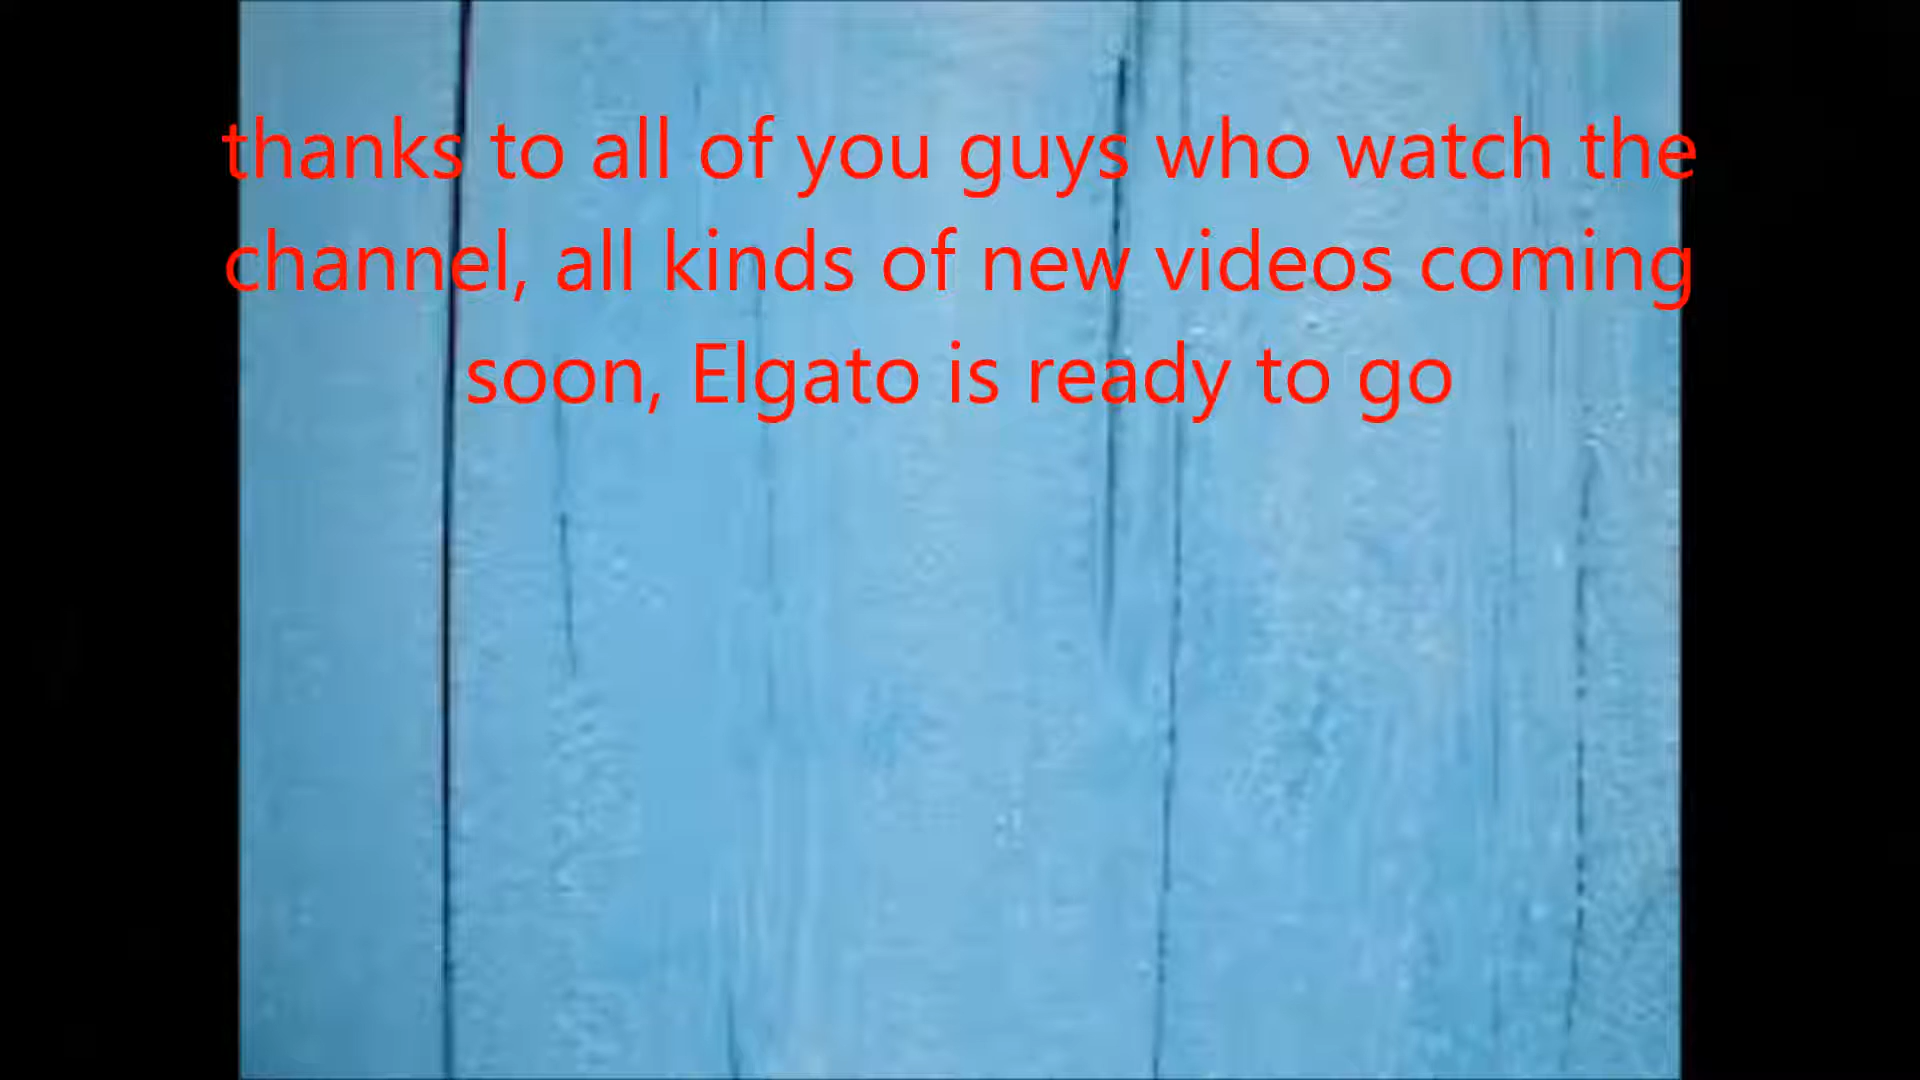 thanks to all of you guys who watch the
channel, all kinds of new videos coming
soon, Elgato is ready to go